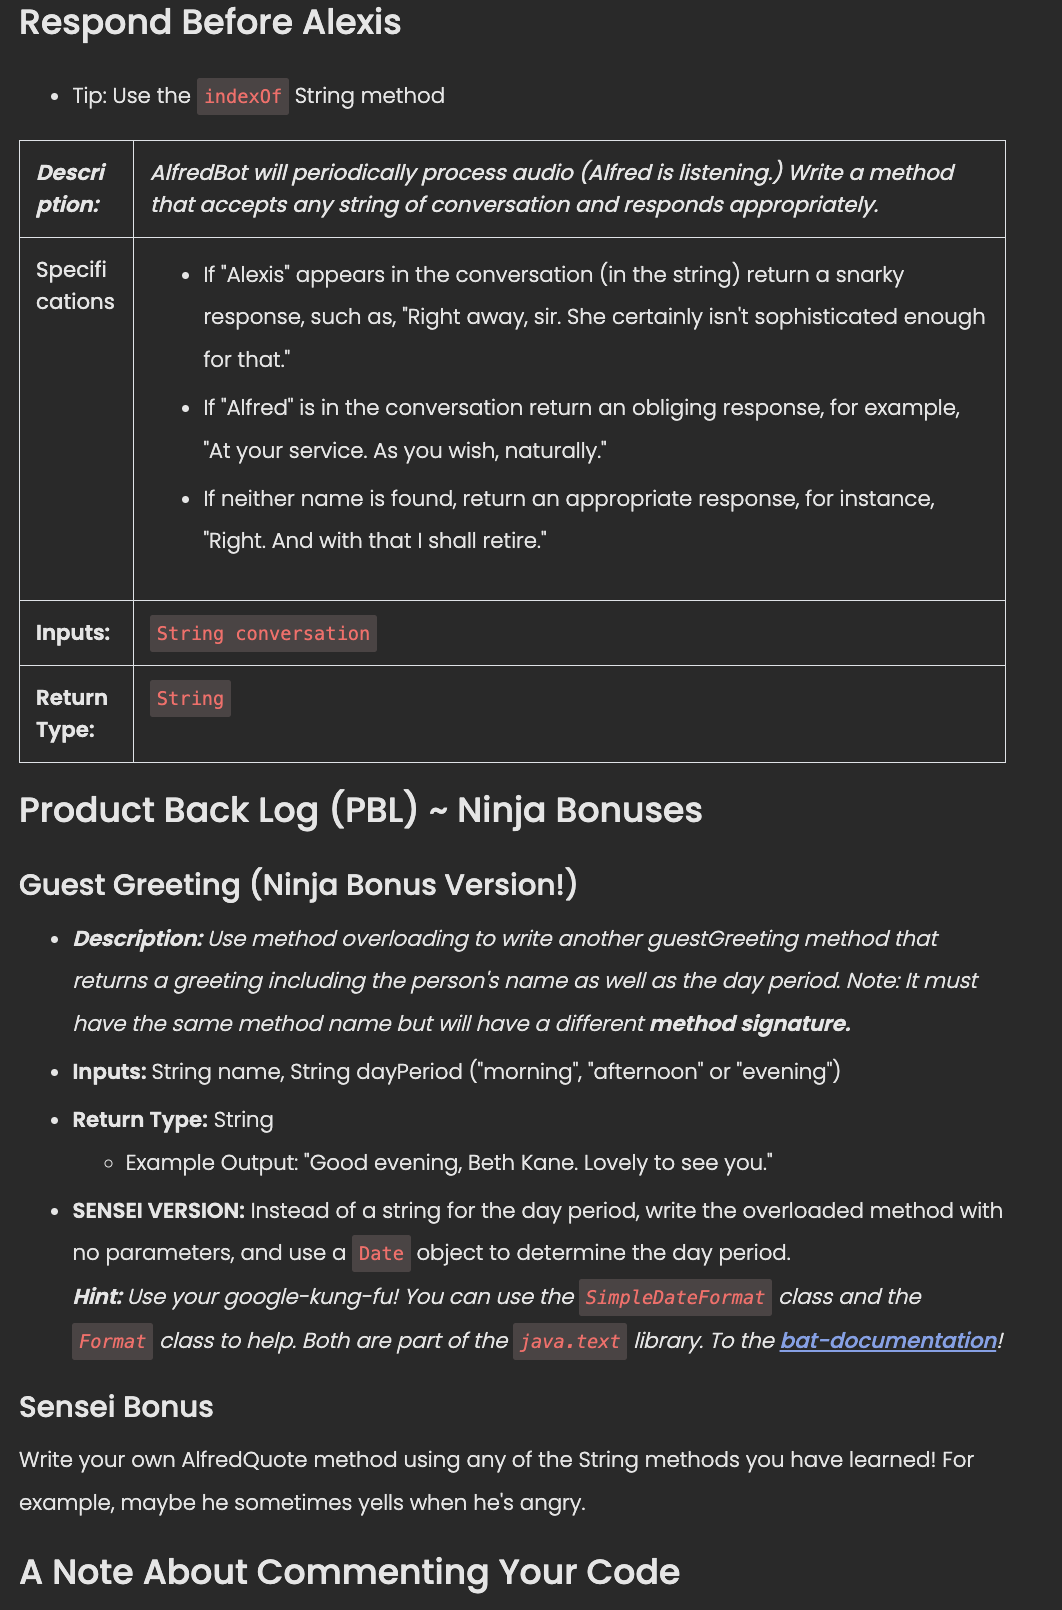 Respond Before Alexis
• Tip: Use the indexOf String method
Descri
ption:
AlfredBot will periodically process audio (Alfred is listening.) Write a method
that accepts any string of conversation and responds appropriately.
Specifi
cations
• If "Alexis" appears in the conversation (in the string) return a snarky
response, such as, "Right away, sir. She certainly isn't sophisticated enough
for that."
• If "Alfred" is in the conversation return an obliging response, for example,
"At your service. As you wish, naturally."
• If neither name is found, return an appropriate response, for instance,
"Right. And with that I shall retire."
Inputs:
String conversation
Return
Type:
String
Product Back Log (PBL) ~ Ninja Bonuses
Guest Greeting (Ninja Bonus Version!)
• Description: Use method overloading to write another guestGreeting method that
returns a greeting including the person's name as well as the day period. Note: It must
have the same method name but will have a different method signature.
• Inputs: String name, String dayPeriod ("morning", "afternoon" or "evening")
• Return Type: String
◦ Example Output: "Good evening, Beth Kane. Lovely to see you."
• SENSEI VERSION: Instead of a string for the day period, write the overloaded method with
no parameters, and use a Date object to determine the day period.
Hint: Use your google-kung-fu! You can use the SimpleDateFormat class and the
Format class to help. Both are part of the java.text library. To the bat-documentation!
Sensei Bonus
Write your own AlfredQuote method using any of the String methods you have learned! For
example, maybe he sometimes yells when he's angry.
A Note About Commenting Your Code